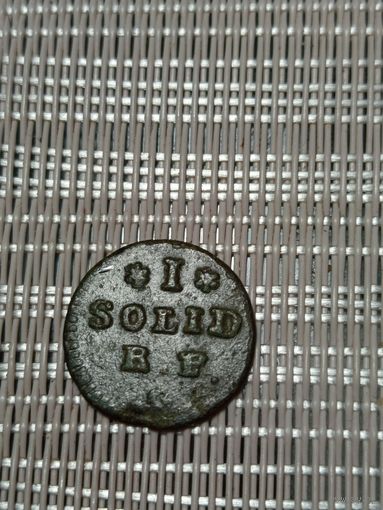 * I *
SOLID
R. F.